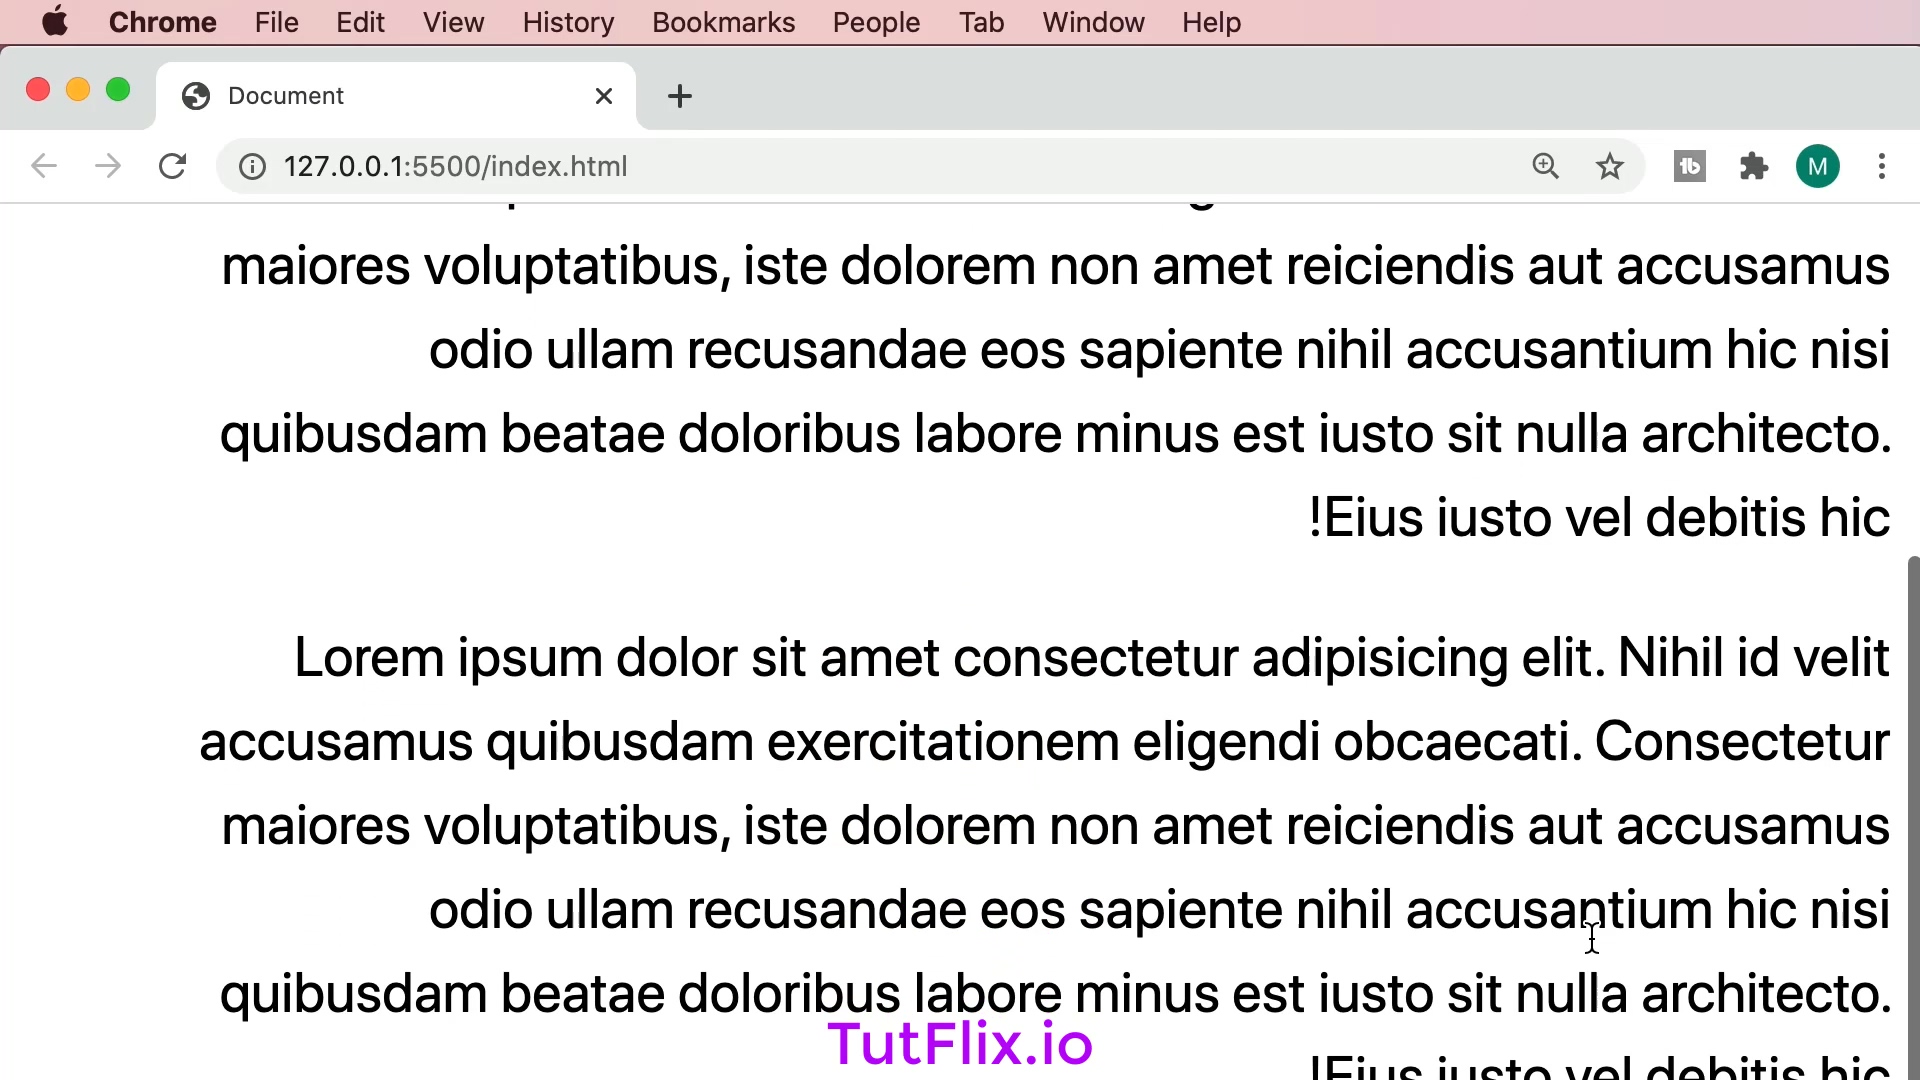 Chrome File Edit View History Bookmarks People Tab Window Help
Document
127.0.0.1:5500/index.html
M
maiores voluptatibus, iste dolorem non amet reiciendis aut accusamus
odio ullam recusandae eos sapiente nihil accusantium hic nisi
quibusdam beatae doloribus labore minus est iusto sit nulla architecto.
!Eius iusto vel debitis hic
Lorem ipsum dolor sit amet consectetur adipisicing elit. Nihil id velit
accusamus quibusdam exercitationem eligendi obcaecati. Consectetur
maiores voluptatibus, iste dolorem non amet reiciendis aut accusamus
odio ullam recusandae eos sapiente nihil accusantium hic nisi
quibusdam beatae doloribus labore minus est iusto sit nulla architecto.
TutFlix.io
!Eius iusto vel debitis hic